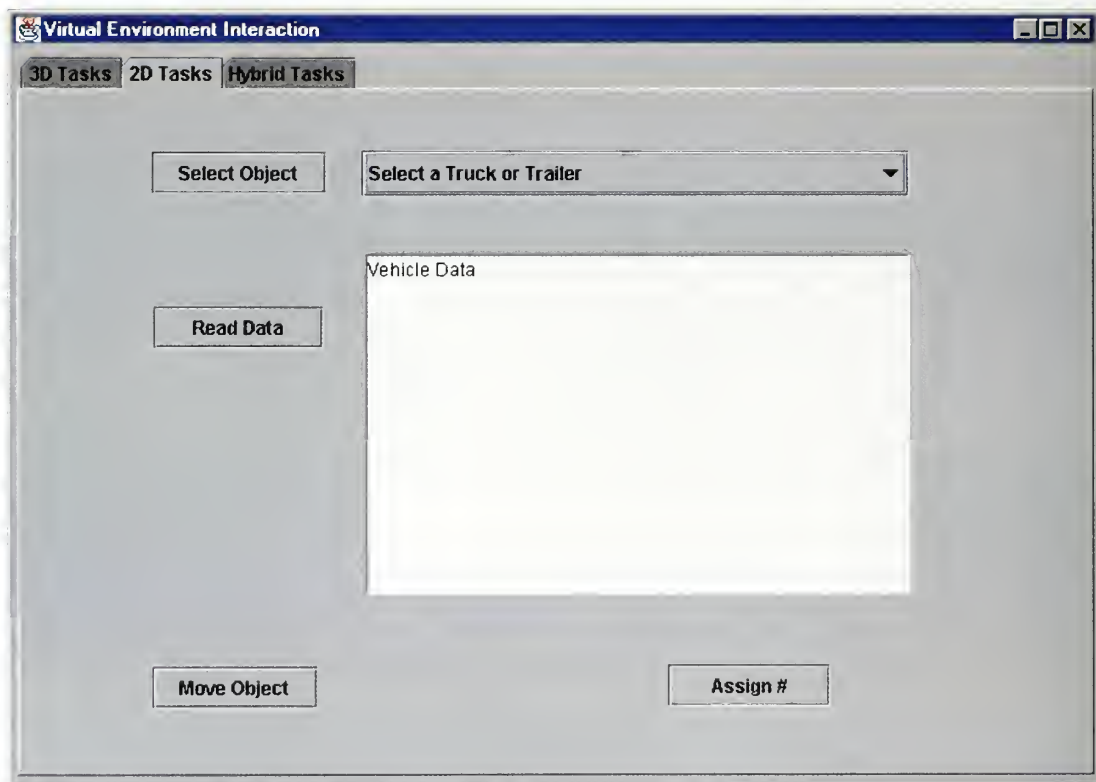 Virtual Environment Interaction
3D Tasks 2D Tasks Hybrid Tasks
Select Object Select a Truck or Trailer
Vehicle Data
Read Data
Move Object Assign #